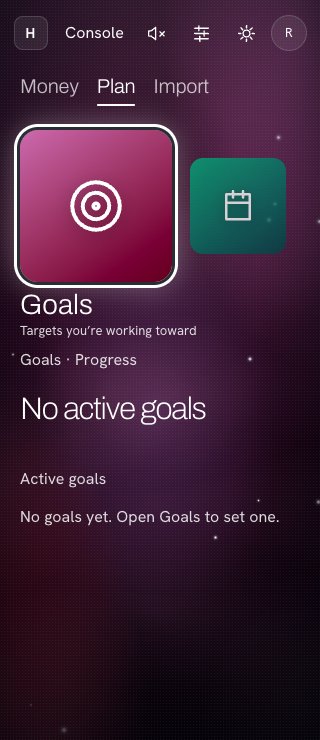 H Console R
Money Plan Import
Goals
Targets you're working toward
Goals · Progress
No active goals
Active goals
No goals yet. Open Goals to set one.